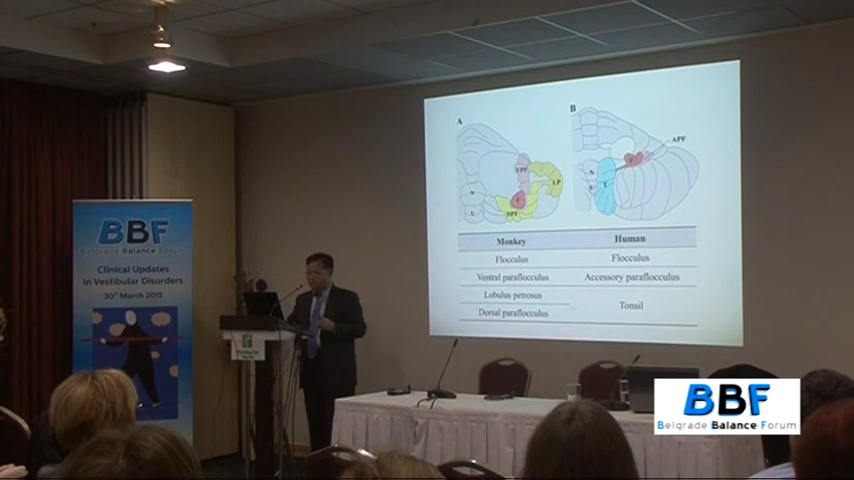 BBF
Belgrade Balance Forum
Clinical Updates
in Vestibular Disorders
30th March 2015
A
B
VPF
LP
F
DPF
N
U
APF
F
N
U
T
Monkey Human
Flocculus Flocculus
Ventral paraflocculus Accessory paraflocculus
Lobulus petrosus
Tonsil
Dorsal paraflocculus
BBF
Belgrade Balance Forum